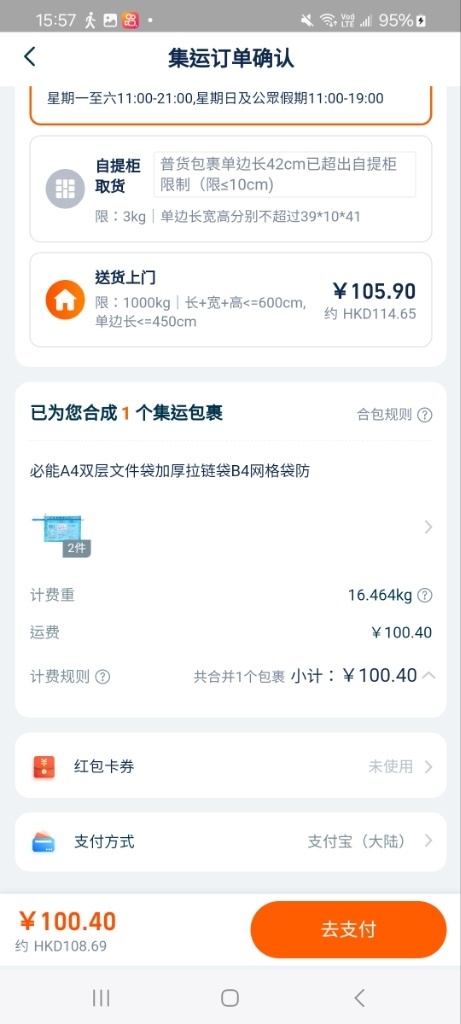 15:57
VoD LTE 95%
集运订单确认
星期一至六11:00-21:00,星期日及公眾假期11:00-19:00
自提柜
取货
普货包裹单边长42cm已超出自提柜
限制（限≤10cm)
限：3kg｜单边长宽高分别不超过39*10*41
送货上门
限：1000kg｜长+宽+高<=600cm,
单边长<=450cm
￥105.90
约 HKD114.65
已为您合成 1 个集运包裹
合包规则 ?
必能A4双层文件袋加厚拉链袋B4网格袋防
2件
计费重
16.464kg ?
运费
￥100.40
计费规则 ?
共合并1个包裹 小计：￥100.40
红包卡券
未使用
支付方式
支付宝（大陆）
￥100.40
约 HKD108.69
去支付